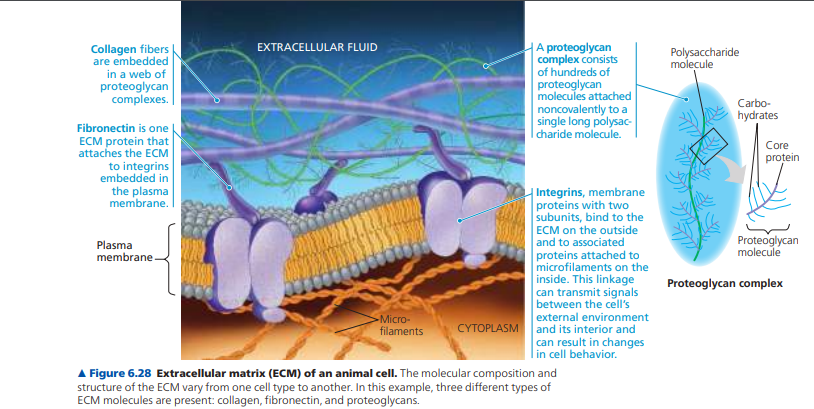 EXTRACELLULAR FLUID
Collagen fibers
are embedded
in a web of
proteoglycan
complexes.
Fibronectin is one
ECM protein that
attaches the ECM
to integrins
embedded in
the plasma
membrane.
Plasma
membrane
Micro-
filaments
CYTOPLASM
A proteoglycan
complex consists
of hundreds of
proteoglycan
molecules attached
noncovalently to a
single long polysac-
charide molecule.
Integrins, membrane
proteins with two
subunits, bind to the
ECM on the outside
and to associated
proteins attached to
microfilaments on the
inside. This linkage
can transmit signals
between the cell's
external environment
and its interior and
can result in changes
in cell behavior.
Polysaccharide
molecule
Carbo-
hydrates
Core
protein
Proteoglycan
molecule
Proteoglycan complex
▲ Figure 6.28 Extracellular matrix (ECM) of an animal cell. The molecular composition and
structure of the ECM vary from one cell type to another. In this example, three different types of
ECM molecules are present: collagen, fibronectin, and proteoglycans.